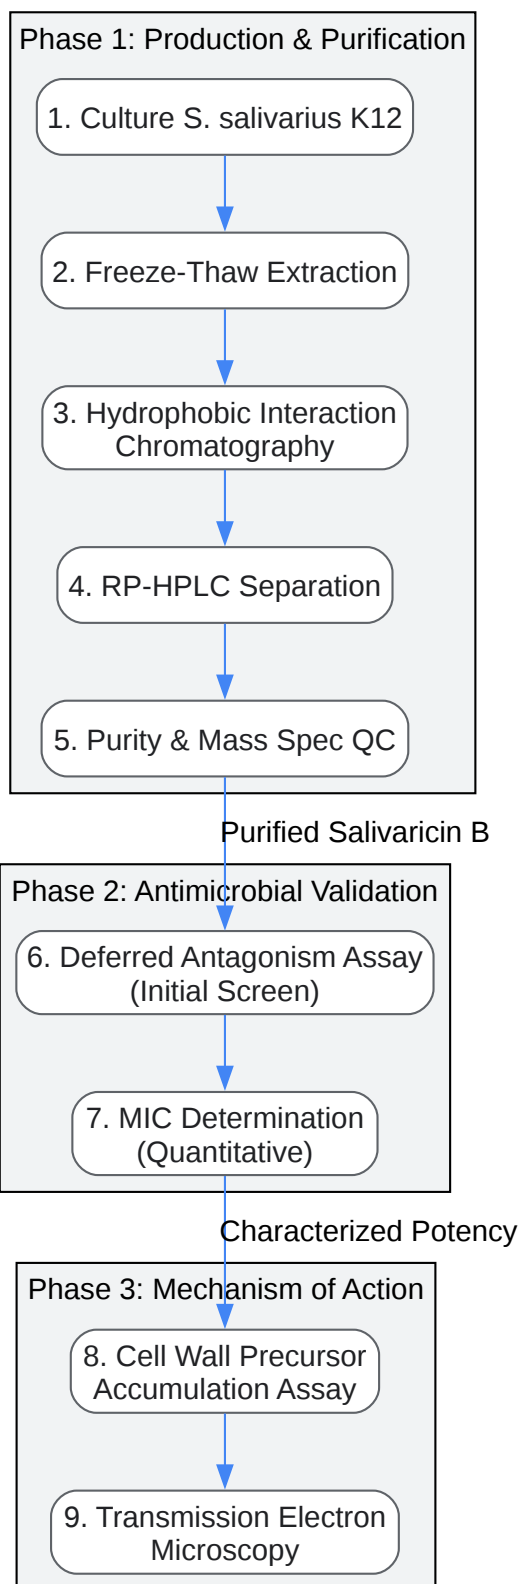 Phase 1: Production & Purification
1. Culture S. salivarius K12
2. Freeze-Thaw Extraction
3. Hydrophobic Interaction
Chromatography
4. RP-HPLC Separation
5. Purity & Mass Spec QC
Purified Salivaricin B
Phase 2: Antimicrobial Validation
6. Deferred Antagonism Assay
(Initial Screen)
7. MIC Determination
(Quantitative)
Characterized Potency
Phase 3: Mechanism of Action
8. Cell Wall Precursor
Accumulation Assay
9. Transmission Electron
Microscopy